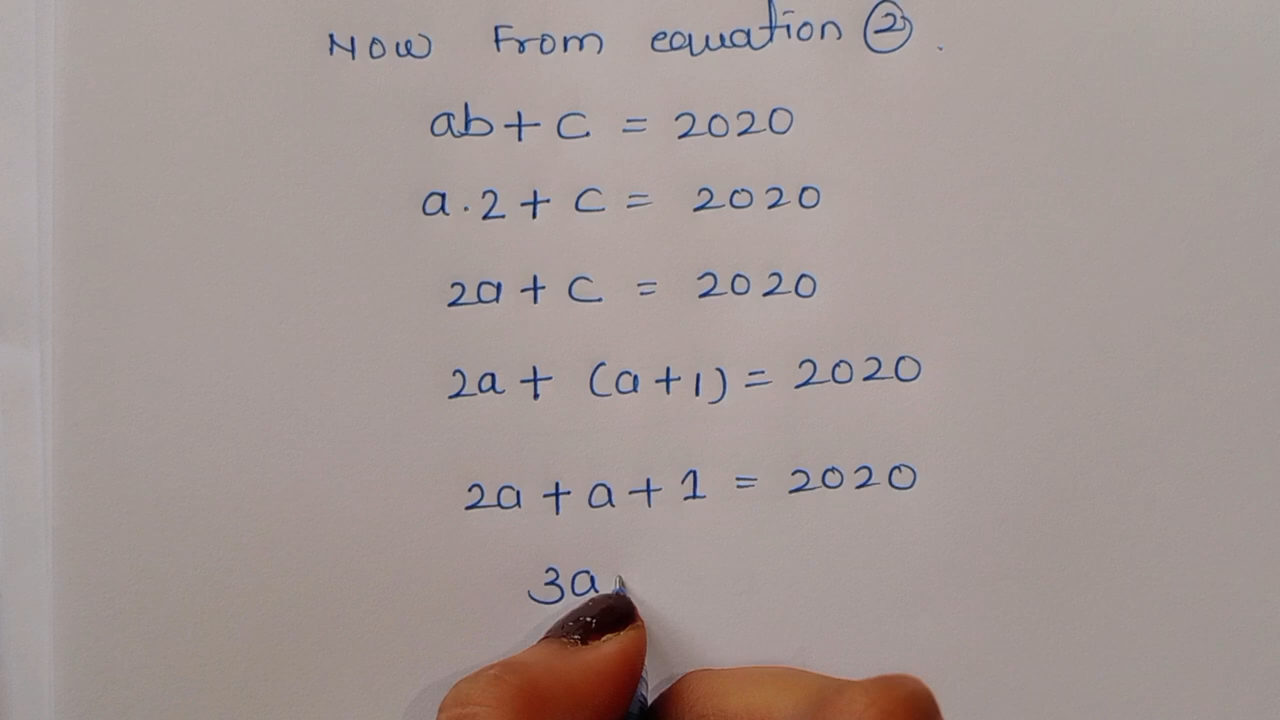 Now From equation ② .
ab + c = 2020
a . 2 + c = 2020
2a + c = 2020
2a + (a + 1) = 2020
2a + a + 1 = 2020
3a